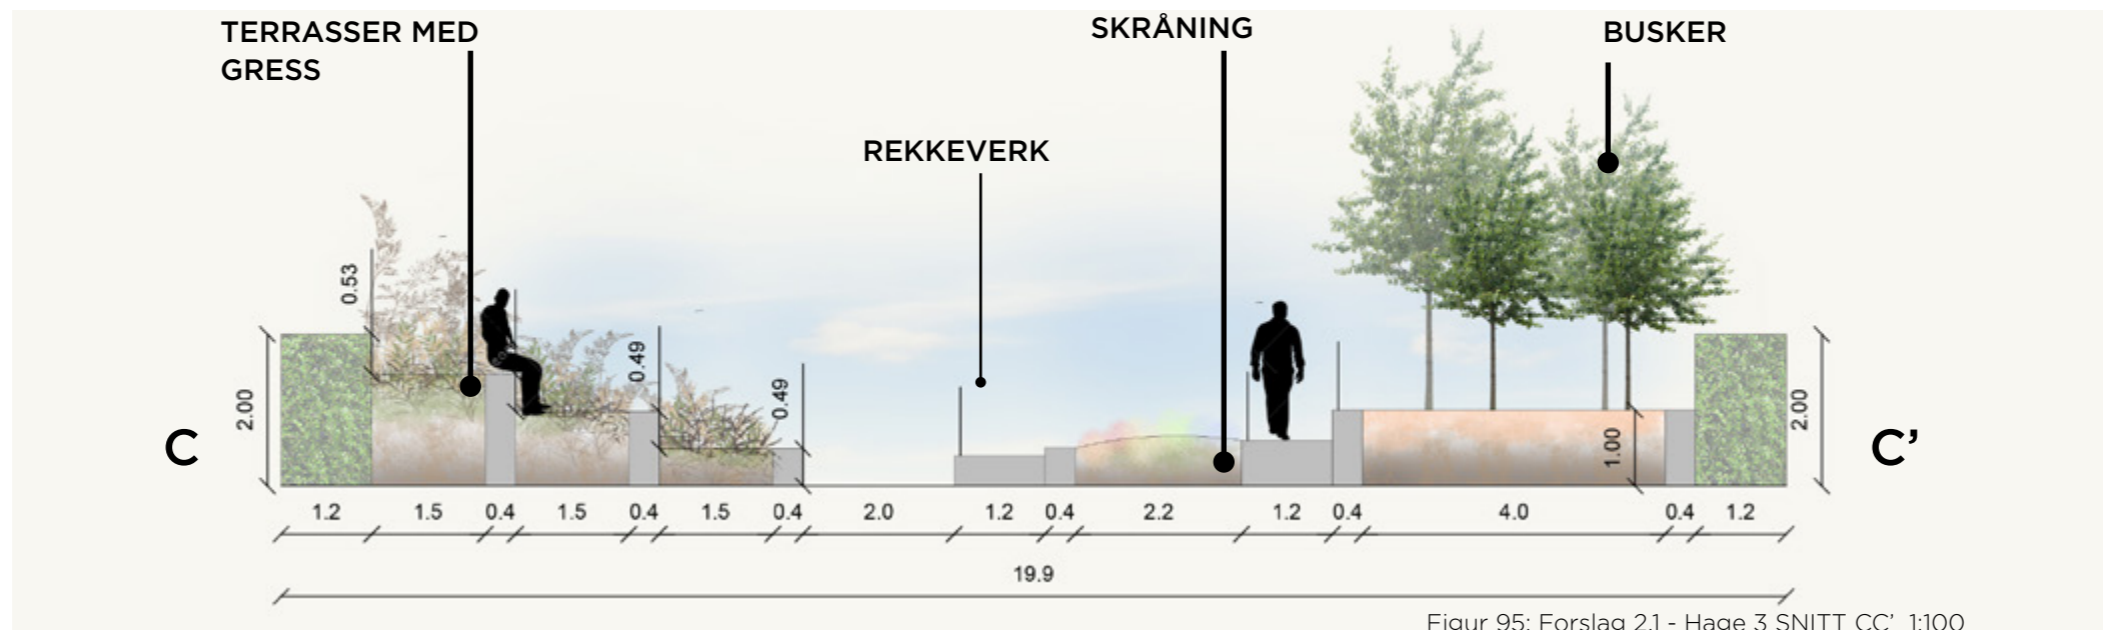 TERRASSER MED
GRESS
SKRÅNING
BUSKER
REKKEVERK
0.53
0.49
0.49
2.00
2.00
1.00
C
C’
1.2 1.5 0.4 1.5 0.4 1.5 0.4 2.0 1.2 0.4 2.2 1.2 0.4 4.0 0.4 1.2
19.9
Figur 95: Forslag 2.1 - Hage 3 SNITT CC’ 1:100